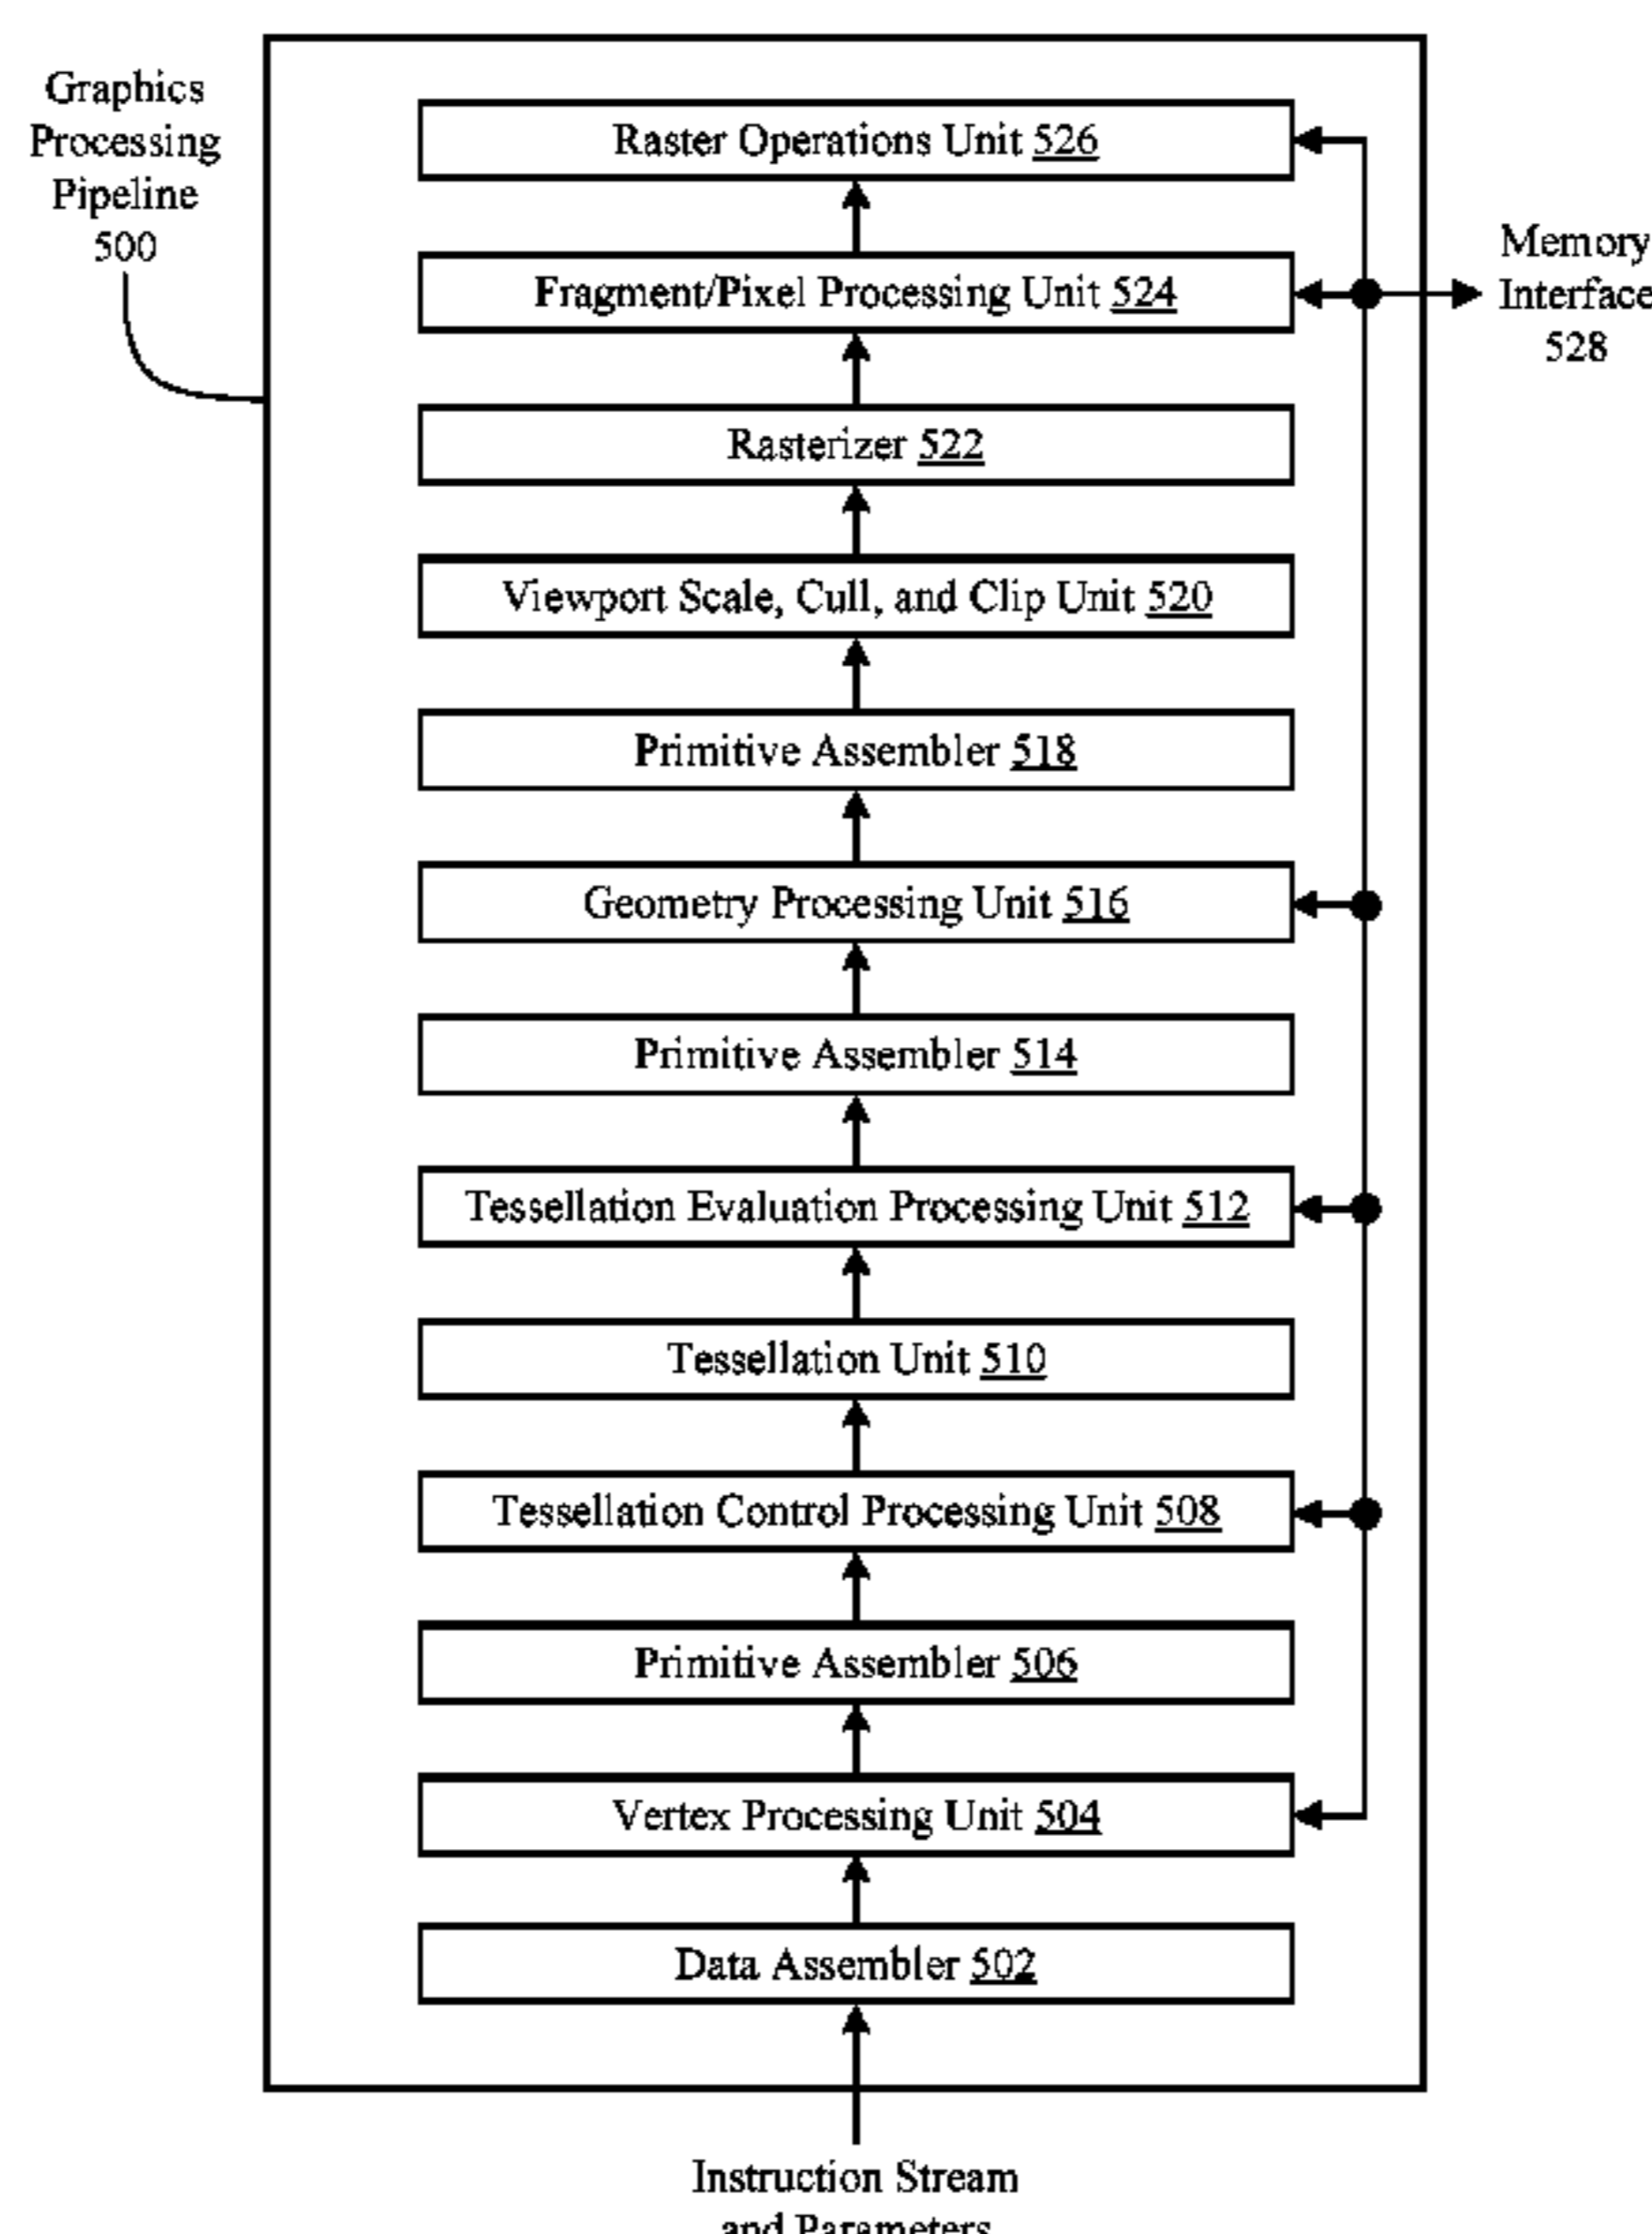 Graphics
Processing
Pipeline
500
Raster Operations Unit 526
Fragment/Pixel Processing Unit 524
Memory
Interface
528
Rasterizer 522
Viewport Scale, Cull, and Clip Unit 520
Primitive Assembler 518
Geometry Processing Unit 516
Primitive Assembler 514
Tessellation Evaluation Processing Unit 512
Tessellation Unit 510
Tessellation Control Processing Unit 508
Primitive Assembler 506
Vertex Processing Unit 504
Data Assembler 502
Instruction Stream
and Parameters